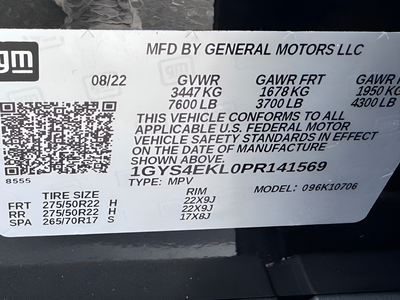 gm
MFD BY GENERAL MOTORS LLC
08/22 GVWR GAWR FRT GAWR
3447 KG 1678 KG 1950 KG
7600 LB 3700 LB 4300 LB
THIS VEHICLE CONFORMS TO ALL
APPLICABLE U.S. FEDERAL MOTOR
VEHICLE SAFETY STANDARDS IN EFFECT
ON THE DATE OF MANUFACTURE
SHOWN ABOVE.
1GYS4EKL0PR141569
8555
TYPE: MPV MODEL: 096K10706
TIRE SIZE RIM
FRT 275/50R22 H 22X9J
RR 275/50R22 H 22X9J
SPA 265/70R17 S 17X8J